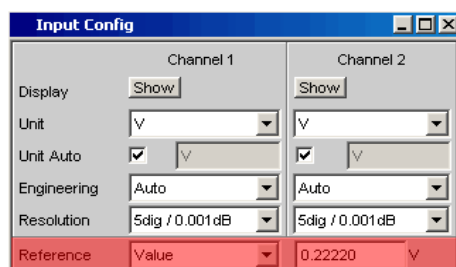 Input Config
Channel 1 Channel 2
Display Show Show
Unit V V
Unit Auto V V
Engineering Auto Auto
Resolution 5dig / 0.001dB 5dig / 0.001dB
Reference Value 0.22220 V